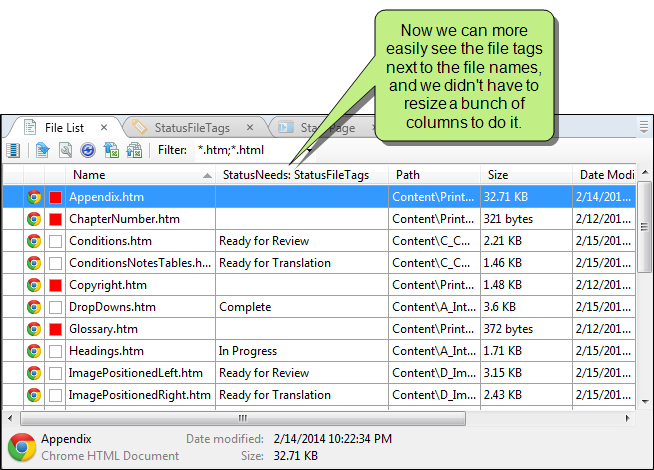 Now we can more
easily see the file tags
next to the file names,
and we didn't have to
resize a bunch of
columns to do it.
File List StatusFileTags Page
Filter: *.htm;*.html
Name StatusNeeds: StatusFileTags Path Size Date Modi
Appendix.htm Content\Print... 32.71 KB 2/14/201...
ChapterNumber.htm Content\Print... 321 bytes 2/12/201...
Conditions.htm Ready for Review Content\C_C... 2.21 KB 2/15/201...
ConditionsNotesTables.h... Ready for Translation Content\C_C... 1.46 KB 2/15/201...
Copyright.htm Content\Print... 1.48 KB 2/12/201...
DropDowns.htm Complete Content\A_Int... 3.6 KB 2/15/201...
Glossary.htm Content\Print... 372 bytes 2/12/201...
Headings.htm In Progress Content\A_Int... 1.71 KB 2/15/201...
ImagePositionedLeft.htm Ready for Translation Content\D_Im... 3.15 KB 2/15/201...
ImagePositionedRight.htm Ready for Translation Content\D_Im... 2.43 KB 2/15/201...
Appendix Date modified: 2/14/2014 10:22:34 PM
Chrome HTML Document Size: 32.71 KB